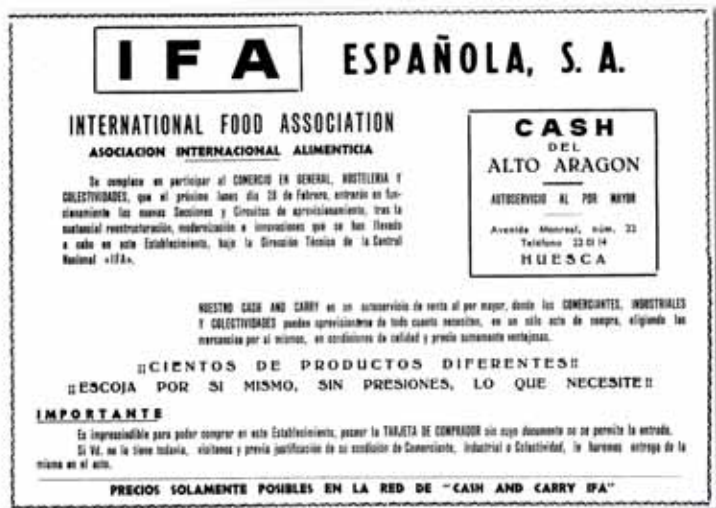 IFA ESPAÑOLA, S. A.
INTERNATIONAL FOOD ASSOCIATION
ASOCIACION INTERNACIONAL ALIMENTICIA
Se complace en participar al COMERCIO EN GENERAL, HOSTELERIA Y
COLECTIVIDADES, que el próximo lunes día 28 de Febrero, entrarán en fun-
cionamiento las nuevas Secciones y Circuitos de aprovisionamiento, tras la
sustancial reestructuración, modernización e innovaciones que se han llevado
a cabo en este Establecimiento, bajo la Dirección Técnica de la Central
Nacional «IFA».
CASH
DEL
ALTO ARAGON
AUTOSERVICIO AL POR MAYOR
Avenida Monreal, núm. 22
Teléfono 22 01 14
HUESCA
NUESTRO CASH AND CARRY es un autoservicio de venta al por mayor, donde los COMERCIANTES, INDUSTRIALES
Y COLECTIVIDADES pueden aprovisionarse de todo cuanto necesiten, en un sólo acto de compra, eligiendo las
mercancías por sí mismos, en condiciones de calidad y precio sumamente ventajosas.
¡¡CIENTOS DE PRODUCTOS DIFERENTES!!
¡¡ESCOJA POR SI MISMO, SIN PRESIONES, LO QUE NECESITE!!
IMPORTANTE
Es imprescindible para poder comprar en este Establecimiento, poseer la TARJETA DE COMPRADOR sin cuyo documento no se permite la entrada.
Si Vd. no la tiene todavía, visítenos y previa justificación de su condición de Comerciante, Industrial o Colectividad, le haremos entrega de la
misma en el acto.
PRECIOS SOLAMENTE POSIBLES EN LA RED DE "CASH AND CARRY IFA"